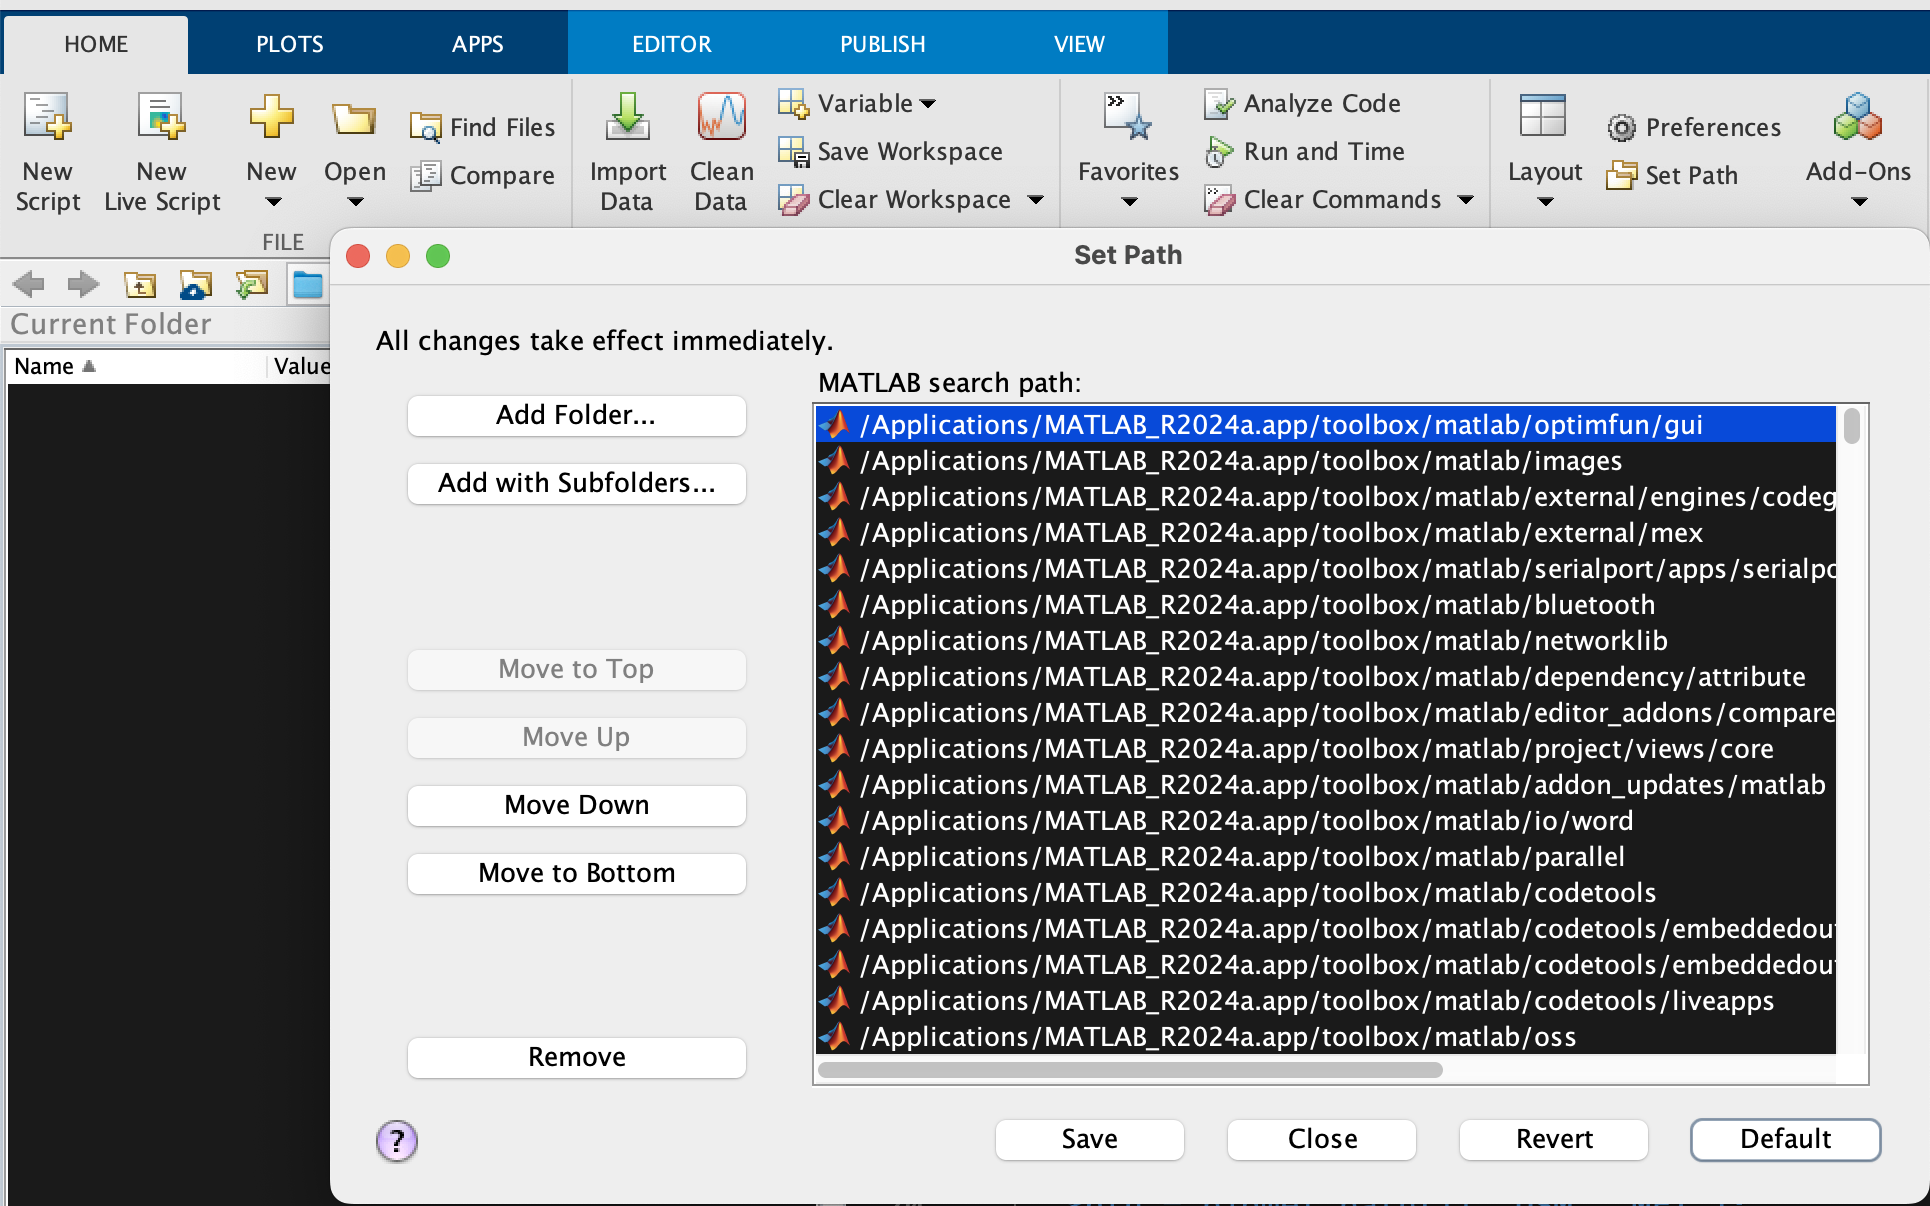 HOME PLOTS APPS EDITOR PUBLISH VIEW
New Script
New Live Script
New
Open
Find Files
Compare
FILE
Import Data
Clean Data
Variable
Save Workspace
Clear Workspace
Favorites
Analyze Code
Run and Time
Clear Commands
Layout
Preferences
Set Path
Add-Ons
Current Folder
Name Value
Set Path
All changes take effect immediately.
MATLAB search path:
Add Folder...
Add with Subfolders...
Move to Top
Move Up
Move Down
Move to Bottom
Remove
/Applications/MATLAB_R2024a.app/toolbox/matlab/optimfun/gui
/Applications/MATLAB_R2024a.app/toolbox/matlab/images
/Applications/MATLAB_R2024a.app/toolbox/matlab/external/engines/codeg
/Applications/MATLAB_R2024a.app/toolbox/matlab/external/mex
/Applications/MATLAB_R2024a.app/toolbox/matlab/serialport/apps/serialpo
/Applications/MATLAB_R2024a.app/toolbox/matlab/bluetooth
/Applications/MATLAB_R2024a.app/toolbox/matlab/networklib
/Applications/MATLAB_R2024a.app/toolbox/matlab/dependency/attribute
/Applications/MATLAB_R2024a.app/toolbox/matlab/editor_addons/compare
/Applications/MATLAB_R2024a.app/toolbox/matlab/project/views/core
/Applications/MATLAB_R2024a.app/toolbox/matlab/addon_updates/matlab
/Applications/MATLAB_R2024a.app/toolbox/matlab/io/word
/Applications/MATLAB_R2024a.app/toolbox/matlab/parallel
/Applications/MATLAB_R2024a.app/toolbox/matlab/codetools
/Applications/MATLAB_R2024a.app/toolbox/matlab/codetools/embeddedou
/Applications/MATLAB_R2024a.app/toolbox/matlab/codetools/embeddedou
/Applications/MATLAB_R2024a.app/toolbox/matlab/codetools/liveapps
/Applications/MATLAB_R2024a.app/toolbox/matlab/oss
?
Save Close Revert Default